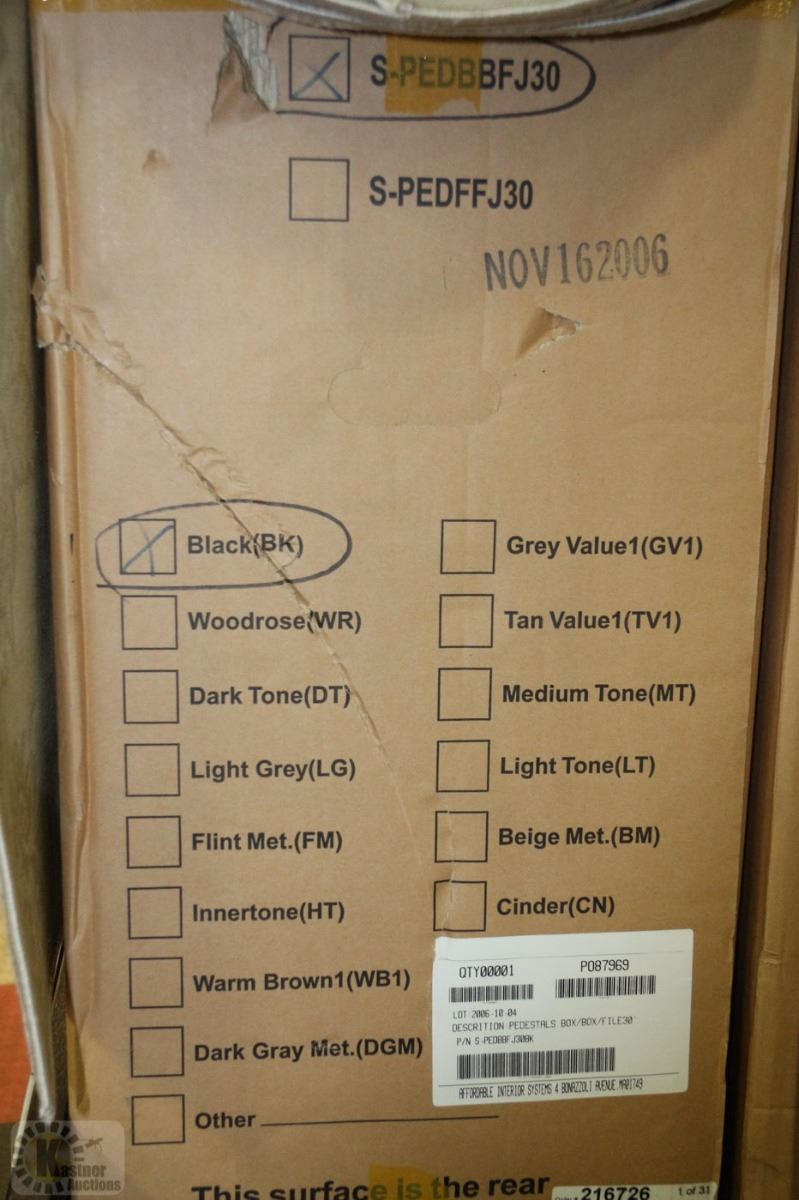 S-PEDBBFJ30
S-PEDFFJ30
NOV162006
Black(BK)
Grey Value1(GV1)
Woodrose(WR)
Tan Value1(TV1)
Dark Tone(DT)
Medium Tone(MT)
Light Grey(LG)
Light Tone(LT)
Flint Met.(FM)
Beige Met.(BM)
Innertone(HT)
Cinder(CN)
Warm Brown1(WB1)
Dark Gray Met.(DGM)
Other
QTY00001
PO87969
LOT 2006-10-04
DESCRITION PEDESTALS BOX/BOX/FILE30"
P/N S-PEDBBFJ30BK
AFFORDABLE INTERIOR SYSTEMS 4 BONAZZOLI AVENUE, MA01749
This surface is the rear
216726
1 of 31
Kastner
Auctions